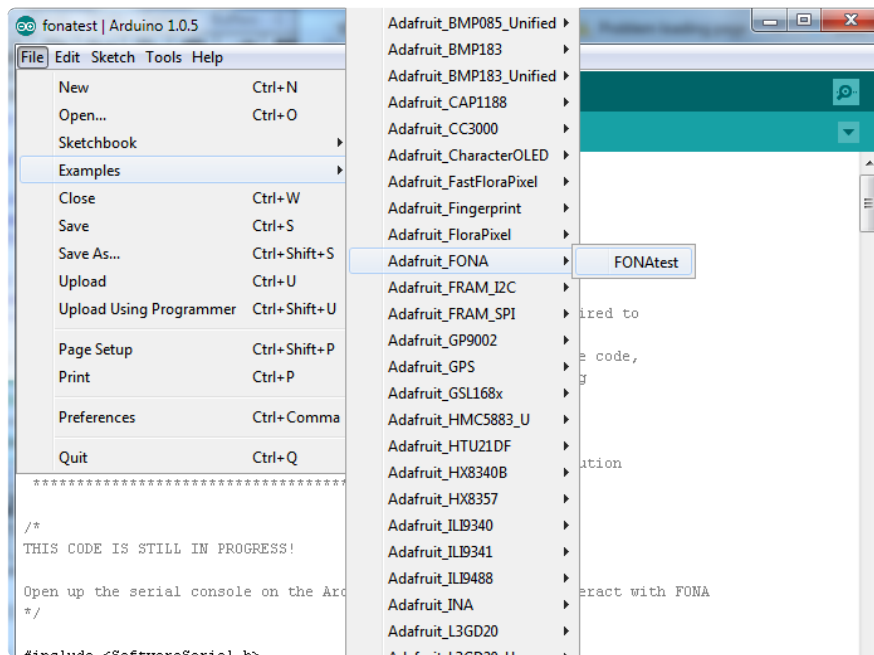 fonatest | Arduino 1.0.5
File Edit Sketch Tools Help
New Ctrl+N
Open... Ctrl+O
Sketchbook
Examples
Close Ctrl+W
Save Ctrl+S
Save As... Ctrl+Shift+S
Upload Ctrl+U
Upload Using Programmer Ctrl+Shift+U
Page Setup Ctrl+Shift+P
Print Ctrl+P
Preferences Ctrl+Comma
Quit Ctrl+Q
Adafruit_BMP085_Unified
Adafruit_BMP183
Adafruit_BMP183_Unified
Adafruit_CAP1188
Adafruit_CC3000
Adafruit_CharacterOLED
Adafruit_FastFloraPixel
Adafruit_Fingerprint
Adafruit_FloraPixel
Adafruit_FONA
Adafruit_FRAM_I2C
Adafruit_FRAM_SPI
Adafruit_GP9002
Adafruit_GPS
Adafruit_GSL168x
Adafruit_HMC5883_U
Adafruit_HTU21DF
Adafruit_HX8340B
Adafruit_HX8357
Adafruit_ILI9340
Adafruit_ILI9341
Adafruit_ILI9488
Adafruit_INA
Adafruit_L3GD20
FONAtest
ired to
e code,
g
ution
************************************
/*
THIS CODE IS STILL IN PROGRESS!
Open up the serial console on the Ard
eract with FONA
*/
#include <SoftwareSerial.h>